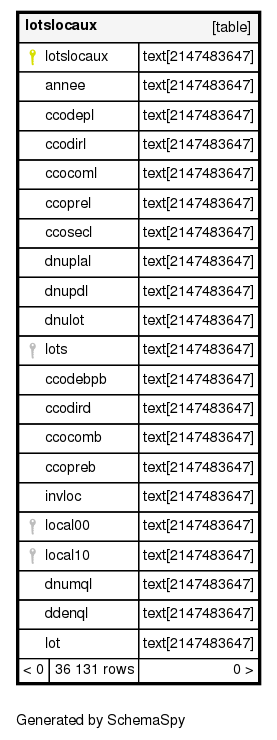 lotslocaux [table]
lotslocaux text[2147483647]
annee text[2147483647]
ccodepl text[2147483647]
ccodirl text[2147483647]
ccocoml text[2147483647]
ccoprel text[2147483647]
ccosecl text[2147483647]
dnuplal text[2147483647]
dnupdl text[2147483647]
dnulot text[2147483647]
lots text[2147483647]
ccodebpb text[2147483647]
ccodird text[2147483647]
ccocomb text[2147483647]
ccopreb text[2147483647]
invloc text[2147483647]
local00 text[2147483647]
local10 text[2147483647]
dnumql text[2147483647]
ddenql text[2147483647]
lot text[2147483647]
< 0 36 131 rows 0 >
Generated by SchemaSpy